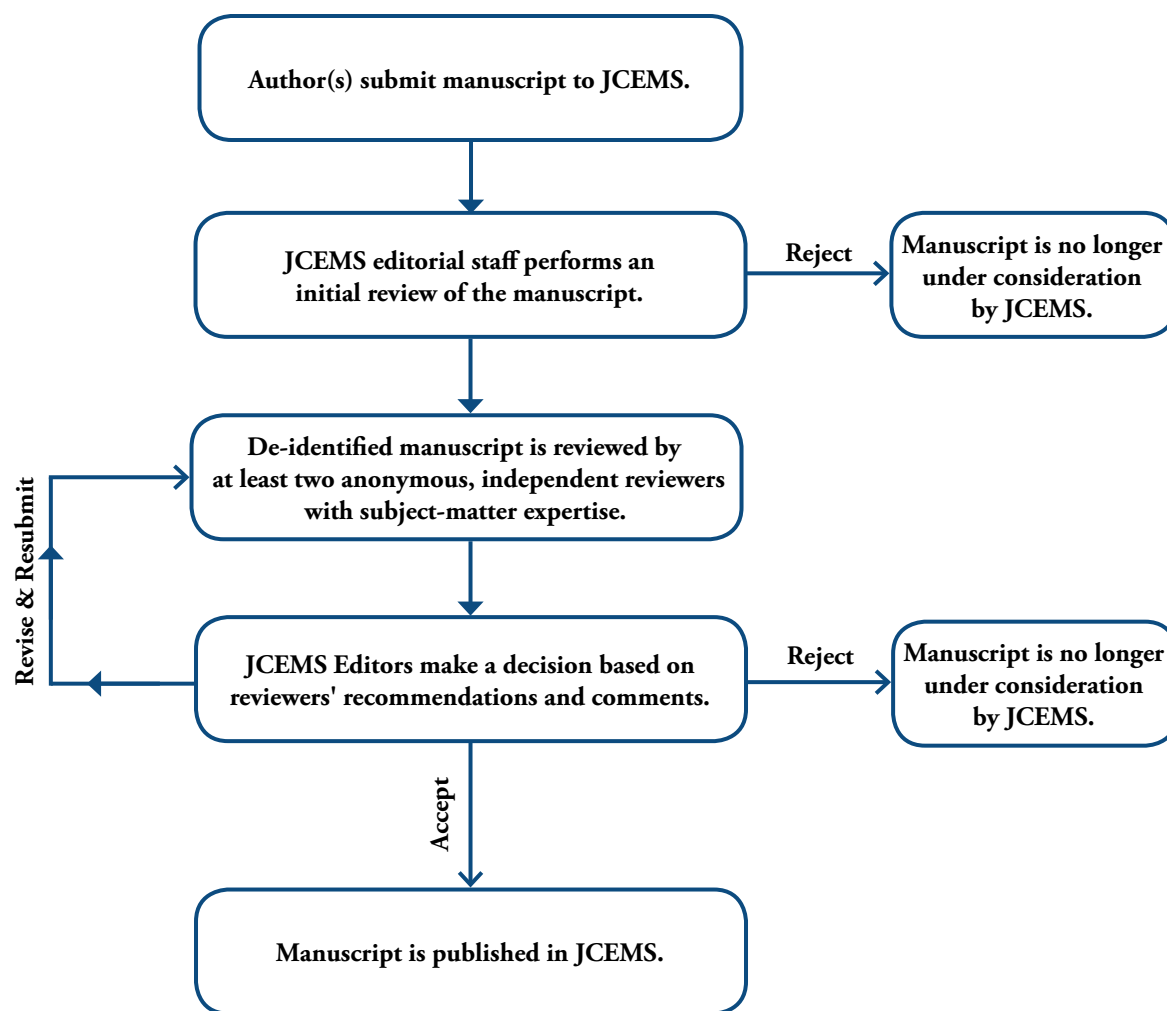 Author(s) submit manuscript to JCEMS.
JCEMS editorial staff performs an
initial review of the manuscript.
Reject
Manuscript is no longer
under consideration
by JCEMS.
De-identified manuscript is reviewed by
at least two anonymous, independent reviewers
with subject-matter expertise.
Revise & Resubmit
JCEMS Editors make a decision based on
reviewers' recommendations and comments.
Reject
Manuscript is no longer
under consideration
by JCEMS.
Accept
Manuscript is published in JCEMS.